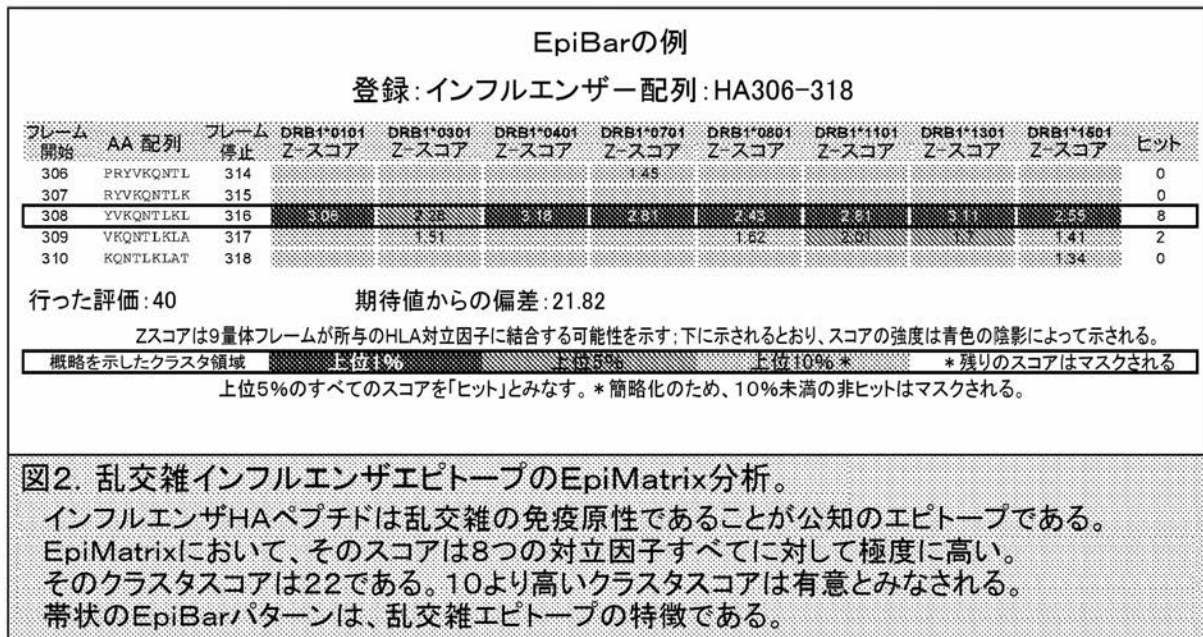 EpiBarの例
登録：インフルエンザー配列：HA306-318
フレーム開始 AA 配列 フレーム停止 DRB1*0101 Z-スコア DRB1*0301 Z-スコア DRB1*0401 Z-スコア DRB1*0701 Z-スコア DRB1*0801 Z-スコア DRB1*1101 Z-スコア DRB1*1301 Z-スコア DRB1*1501 Z-スコア ヒット
306 PRYVKQNTL 314 1.45 0
307 RYVKQNTLK 315 0
308 YVKQNTLKL 316 3.06 2.28 3.18 2.81 2.43 2.81 3.11 2.55 8
309 VKQNTLKLA 317 1.51 1.62 2.01 1.7 1.41 2
310 KQNTLKLAT 318 1.34 0
行った評価：40 期待値からの偏差：21.82
Zスコアは9量体フレームが所与のHLA対立因子に結合する可能性を示す；下に示されるとおり、スコアの強度は青色の陰影によって示される。
概略を示したクラスタ領域 上位1% 上位5% 上位10%＊ ＊残りのスコアはマスクされる
上位5%のすべてのスコアを「ヒット」とみなす。＊簡略化のため、10%未満の非ヒットはマスクされる。
図2．乱交雑インフルエンザエピトープのEpiMatrix分析。
インフルエンザHAペプチドは乱交雑の免疫原性であることが公知のエピトープである。
EpiMatrixにおいて、そのスコアは8つの対立因子すべてに対して極度に高い。
そのクラスタスコアは22である。10より高いクラスタスコアは有意とみなされる。
帯状のEpiBarパターンは、乱交雑エピトープの特徴である。